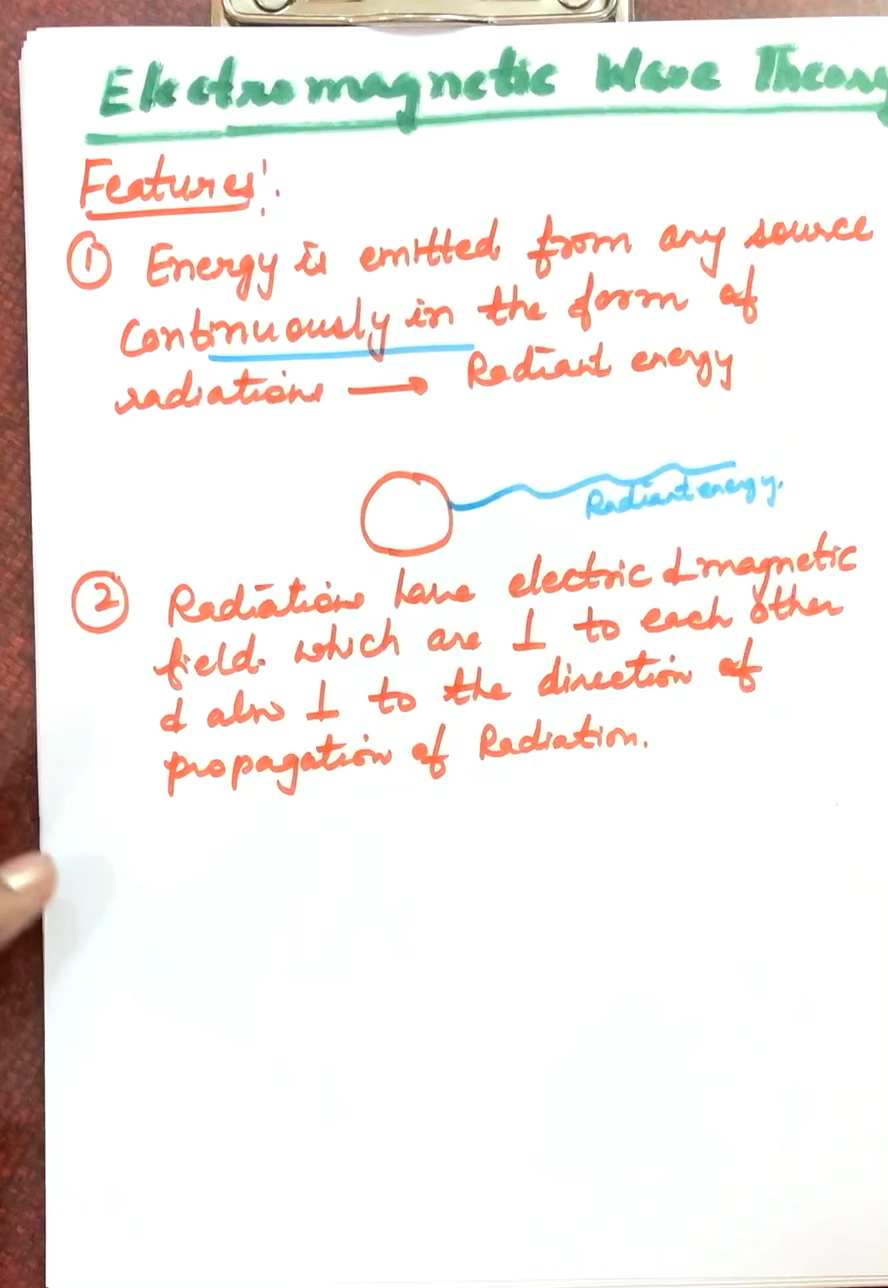 Electromagnetic Wave Theory
Features:
① Energy is emitted from any source
continuously in the form of
radiations → Radiant energy
Radiant energy.
② Radiations have electric & magnetic
field. which are ⊥ to each other
& also ⊥ to the direction of
propagation of Radiation.